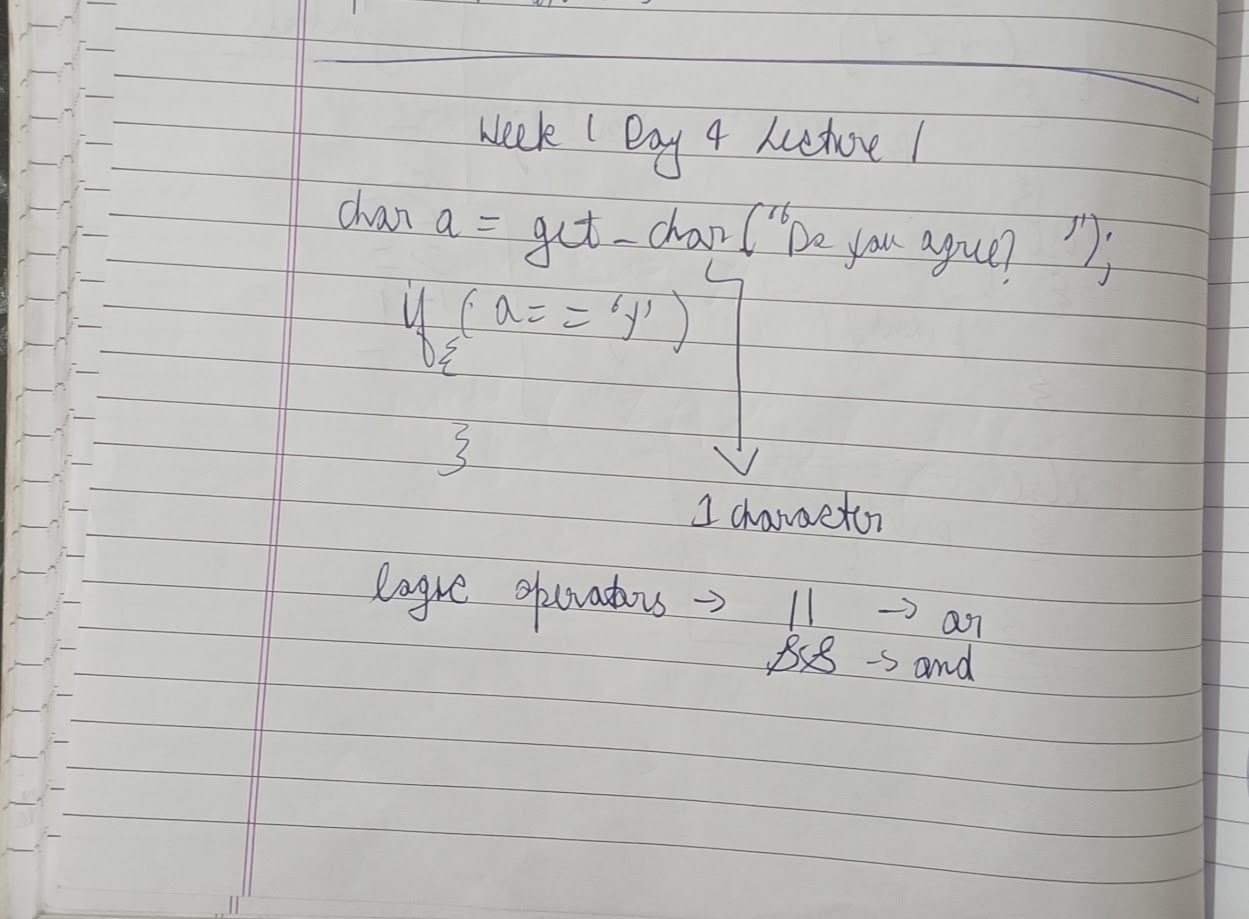 Week 1 Day 4 Lecture 1
char a = get_char("Do you agree? ");
if (a== 'y')
{
}
1 character
logic operators → || → or
&& → and